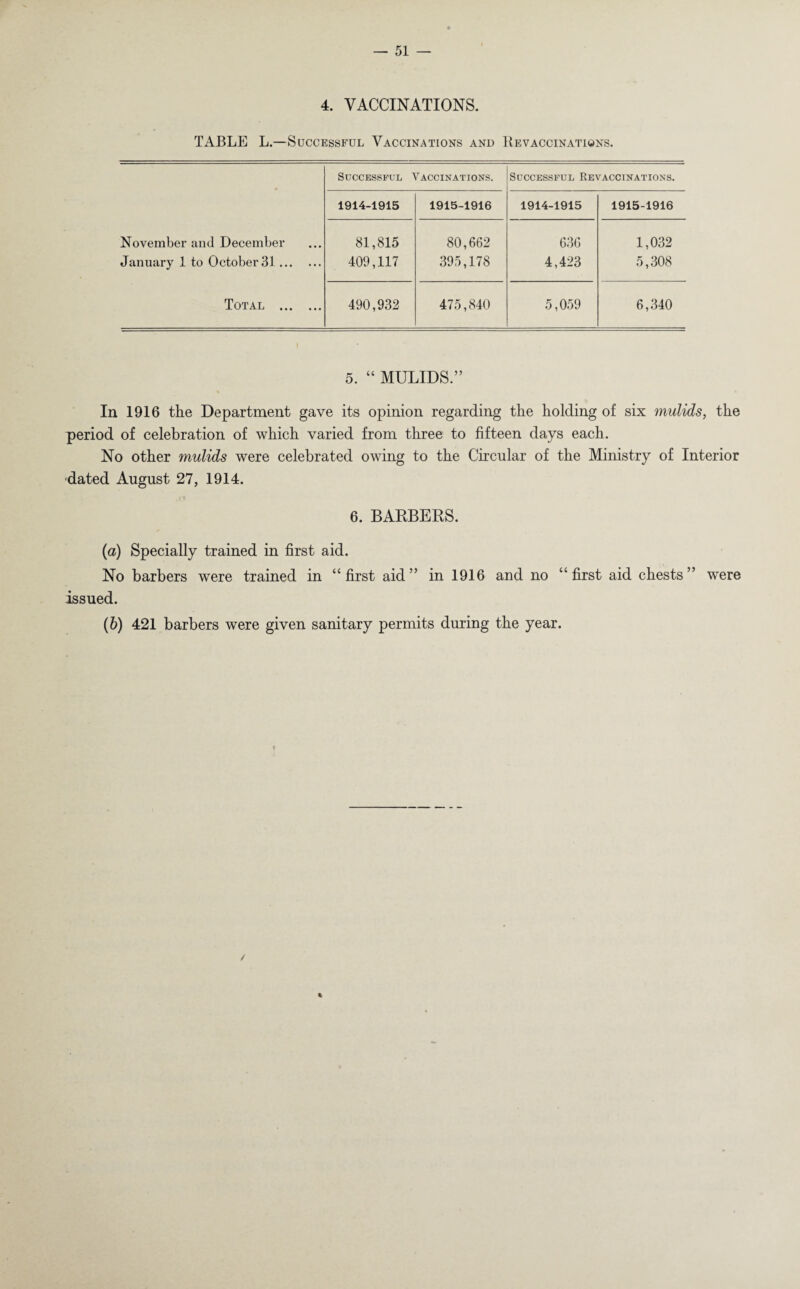 — 51 —
4. VACCINATIONS.
TABLE L.—Successful Vaccinations and Revaccinations.
Successful Vaccinations. Successful Revaccinations.
1914-1915 1915-1916 1914-1915 1915-1916
November and December ... 81,815 80,662 636 1,032
January 1 to October 31 ... ... 409,117 395,178 4,423 5,308
Total ... ... 490,932 475,840 5,059 6,340
5. “ MULIDS.”
In 1916 the Department gave its opinion regarding the holding of six mulids, the
period of celebration of which varied from three to fifteen days each.
No other mulids were celebrated owing to the Circular of the Ministry of Interior
dated August 27, 1914.
6. BARBERS.
(a) Specially trained in first aid.
No barbers were trained in “first aid” in 1916 and no “first aid chests” were
issued.
(b) 421 barbers were given sanitary permits during the year.